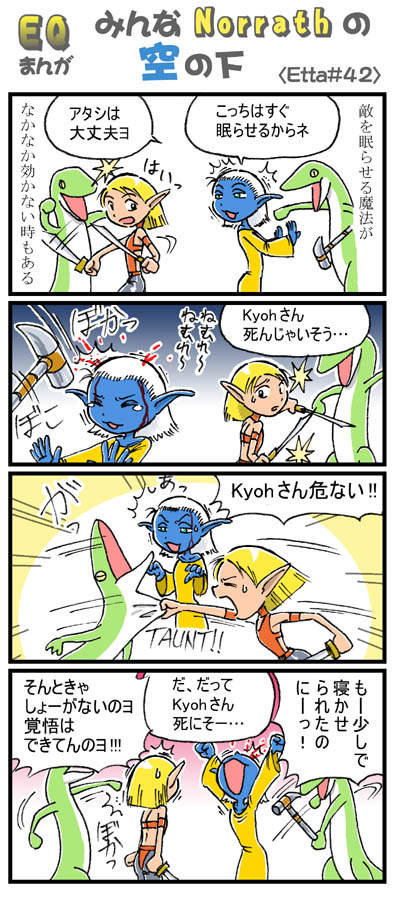 EQ
まんが
みんなNorrathの
空の下
〈Etta#42〉
敵を眠らせる魔法が
なかなか効かない時もある
こっちはすぐ
眠らせるからネ
アタシは
大丈夫ヨ
はいっ
Kyohさん
死んじゃいそう…
ねむれ〜
ねむれ〜
ぼかっ
ぼこ
Kyohさん危ない!!
あっ
がっ
TAUNT!!
もー少しで
寝かせ
られたの
にーっ!
だ、だって
Kyohさん
死にそー…
そんときゃ
しょーがないのヨ
覚悟は
できてんのヨ!!!
ぼかっ